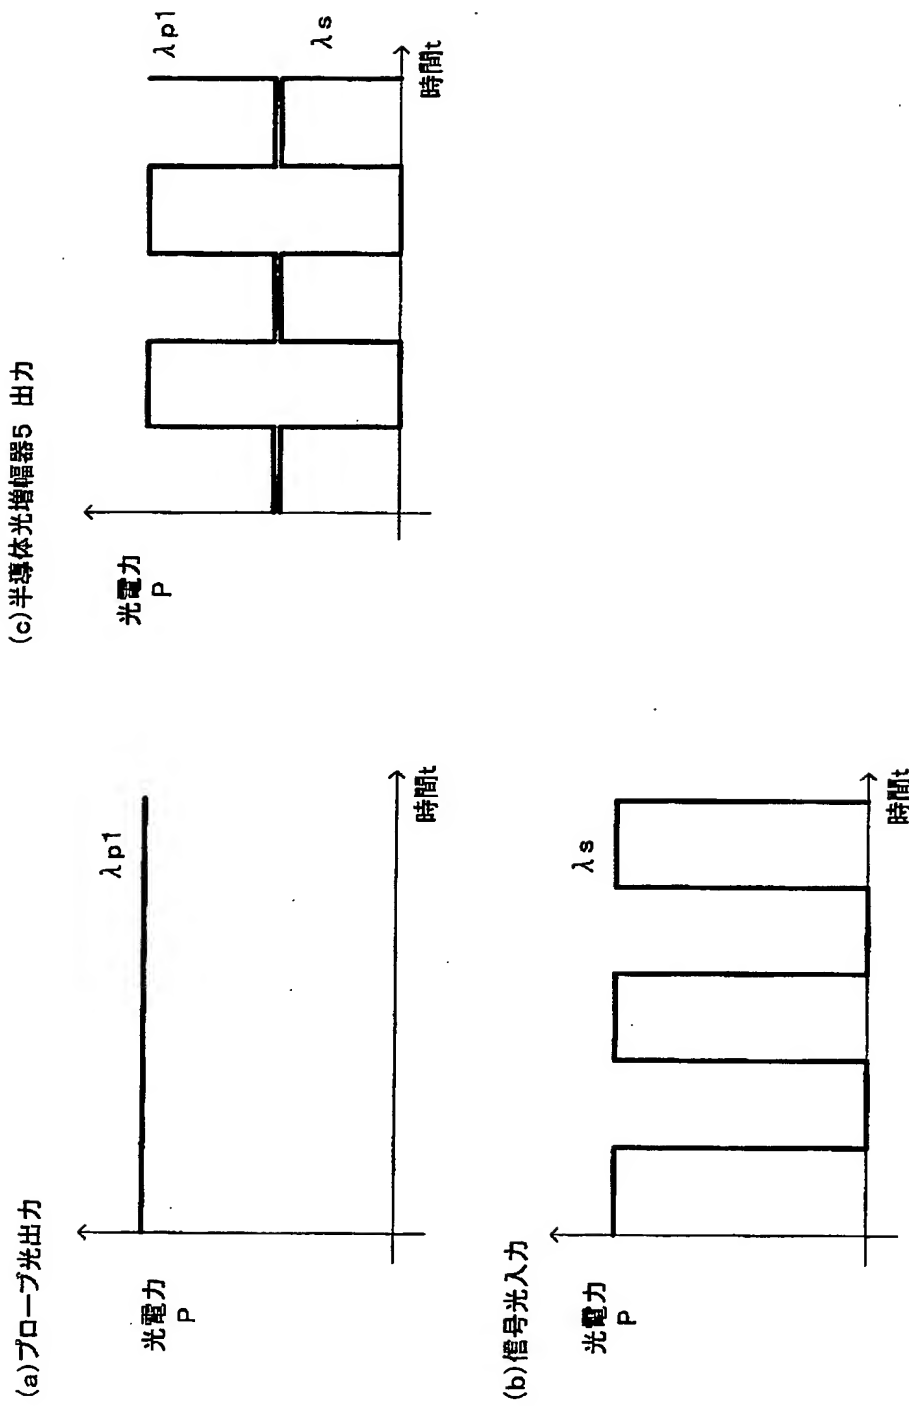 (a)プローブ光出力
光電力
P
λp1
時間t
(b)信号光入力
光電力
P
λs
時間t
(c)半導体光増幅器5 出力
光電力
P
λp1
λs
時間t